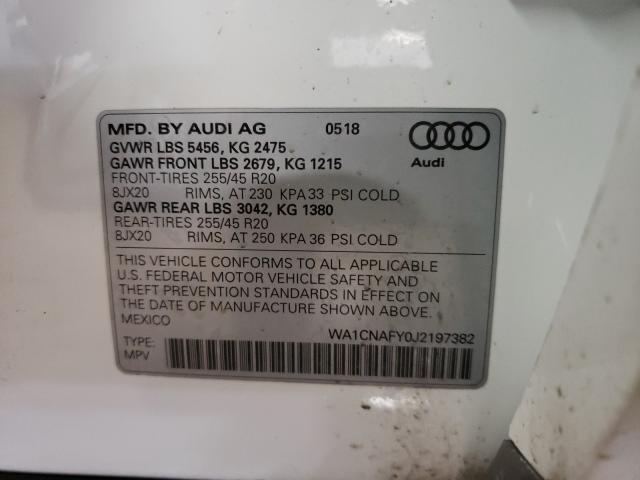 MFD. BY AUDI AG 0518
GVWR LBS 5456, KG 2475
GAWR FRONT LBS 2679, KG 1215
FRONT-TIRES 255/45 R20
8JX20 RIMS, AT 230 KPA 33 PSI COLD
GAWR REAR LBS 3042, KG 1380
REAR-TIRES 255/45 R20
8JX20 RIMS, AT 250 KPA 36 PSI COLD
Audi
THIS VEHICLE CONFORMS TO ALL APPLICABLE
U.S. FEDERAL MOTOR VEHICLE SAFETY AND
THEFT PREVENTION STANDARDS IN EFFECT ON
THE DATE OF MANUFACTURE SHOWN ABOVE.
MEXICO
WA1CNAFY0J2197382
TYPE:
MPV